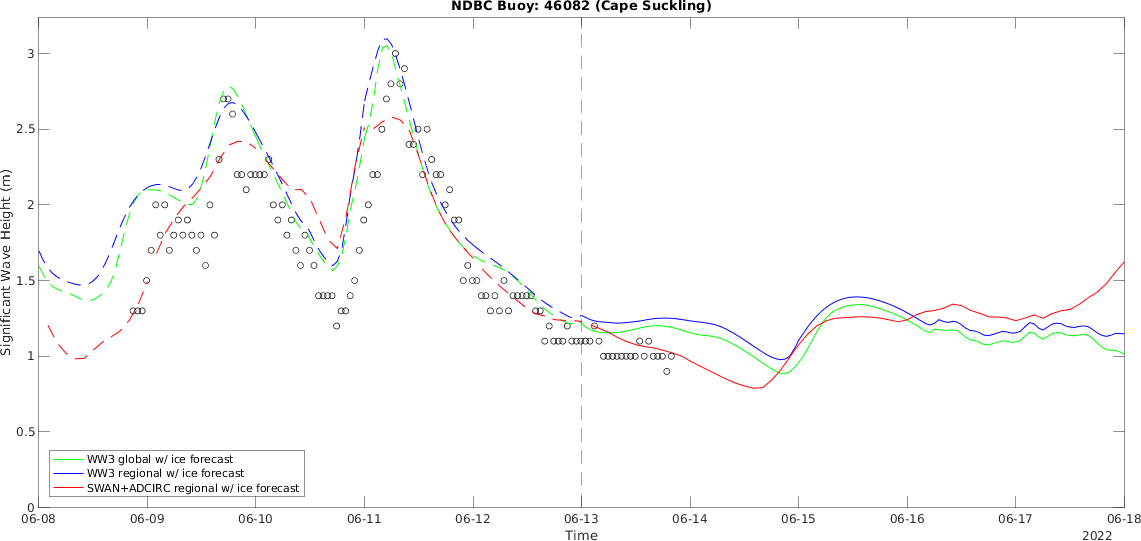 NDBC Buoy: 46082 (Cape Suckling)
Significant Wave Height (m)
3
2.5
2
1.5
1
0.5
0
WW3 global w/ ice forecast
WW3 regional w/ ice forecast
SWAN+ADCIRC regional w/ ice forecast
06-08 06-09 06-10 06-11 06-12 06-13 06-14 06-15 06-16 06-17 06-18
Time
2022